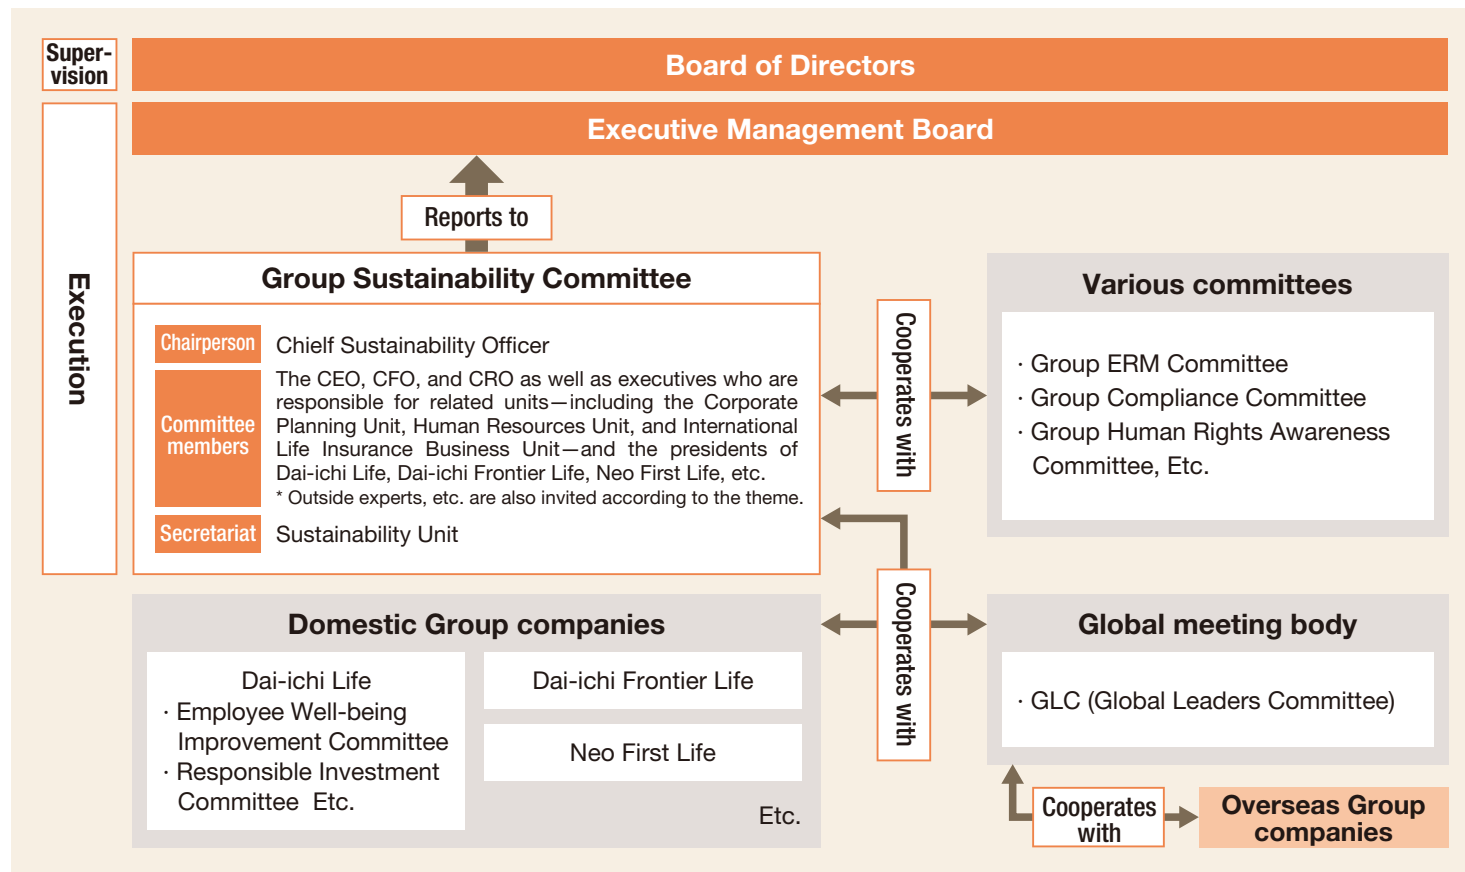 Super-
vision
Board of Directors
Execution
Executive Management Board
Reports to
Group Sustainability Committee
Chairperson
Chielf Sustainability Officer
Committee
members
The CEO, CFO, and CRO as well as executives who are
responsible for related units—including the Corporate
Planning Unit, Human Resources Unit, and International
Life Insurance Business Unit—and the presidents of
Dai-ichi Life, Dai-ichi Frontier Life, Neo First Life, etc.
* Outside experts, etc. are also invited according to the theme.
Secretariat
Sustainability Unit
Cooperates with
Various committees
· Group ERM Committee
· Group Compliance Committee
· Group Human Rights Awareness
Committee, Etc.
Domestic Group companies
Dai-ichi Life
· Employee Well-being
Improvement Committee
· Responsible Investment
Committee Etc.
Dai-ichi Frontier Life
Neo First Life
Etc.
Cooperates with
Global meeting body
· GLC (Global Leaders Committee)
Cooperates
with
Overseas Group
companies